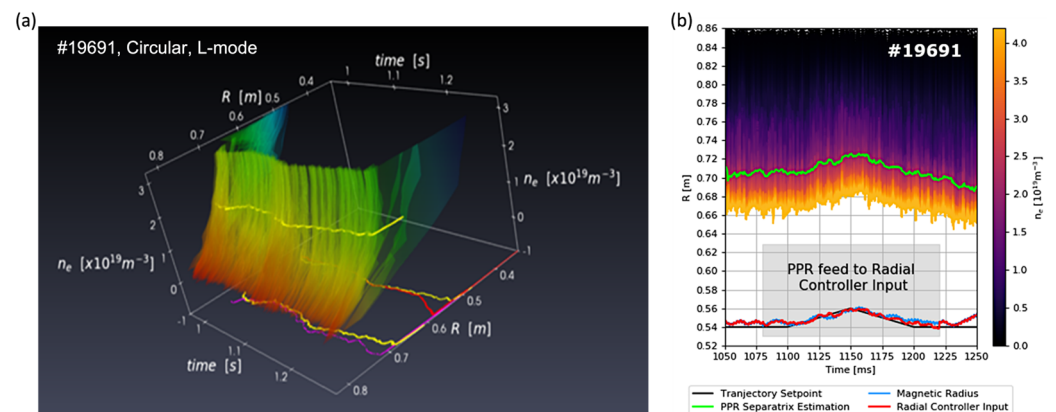 (a)
#19691, Circular, L-mode
time [s]
1
1.1
1.2
R [m]
0.4
0.5
0.6
0.7
0.8
3
2
1
0
-1
n_e [x10^19 m^-3]
3
2
1
0
-1
n_e [x10^19 m^-3]
1
1.1
1.2
time [s]
0.4
0.5
0.6
0.7
0.8
R [m]
(b)
#19691
0.86
0.84
0.82
0.80
0.78
0.76
0.74
0.72
0.70
0.68
0.66
0.64
0.62
0.60
0.58
0.56
0.54
0.52
R [m]
PPR feed to Radial
Controller Input
1050 1075 1100 1125 1150 1175 1200 1225 1250
Time [ms]
4.0
3.5
3.0
2.5
2.0
1.5
1.0
0.5
0.0
n_e [10^19 m^-3]
Tranjectory Setpoint
Magnetic Radius
PPR Separatrix Estimation
Radial Controller Input